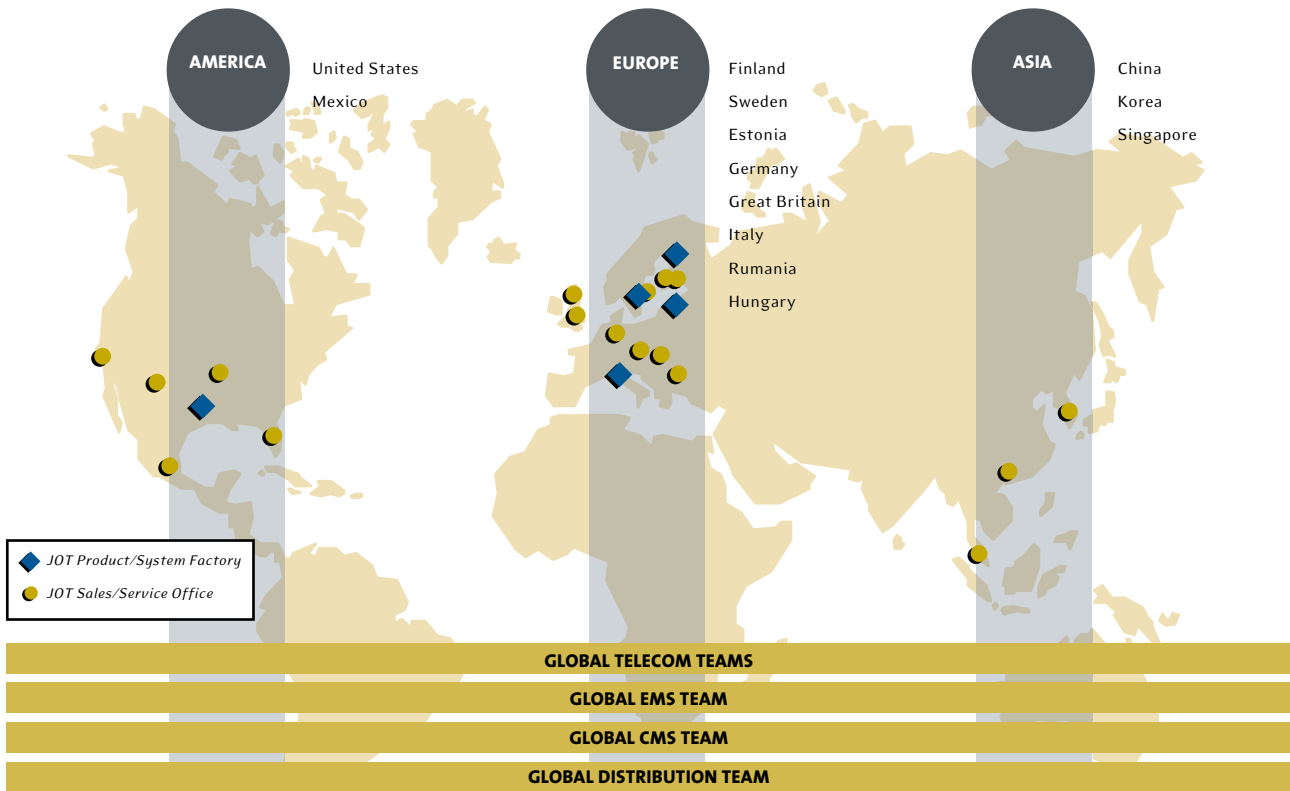 AMERICA
United States
Mexico
EUROPE
Finland
Sweden
Estonia
Germany
Great Britain
Italy
Rumania
Hungary
ASIA
China
Korea
Singapore
JOT Product/System Factory
JOT Sales/Service Office
GLOBAL TELECOM TEAMS
GLOBAL EMS TEAM
GLOBAL CMS TEAM
GLOBAL DISTRIBUTION TEAM